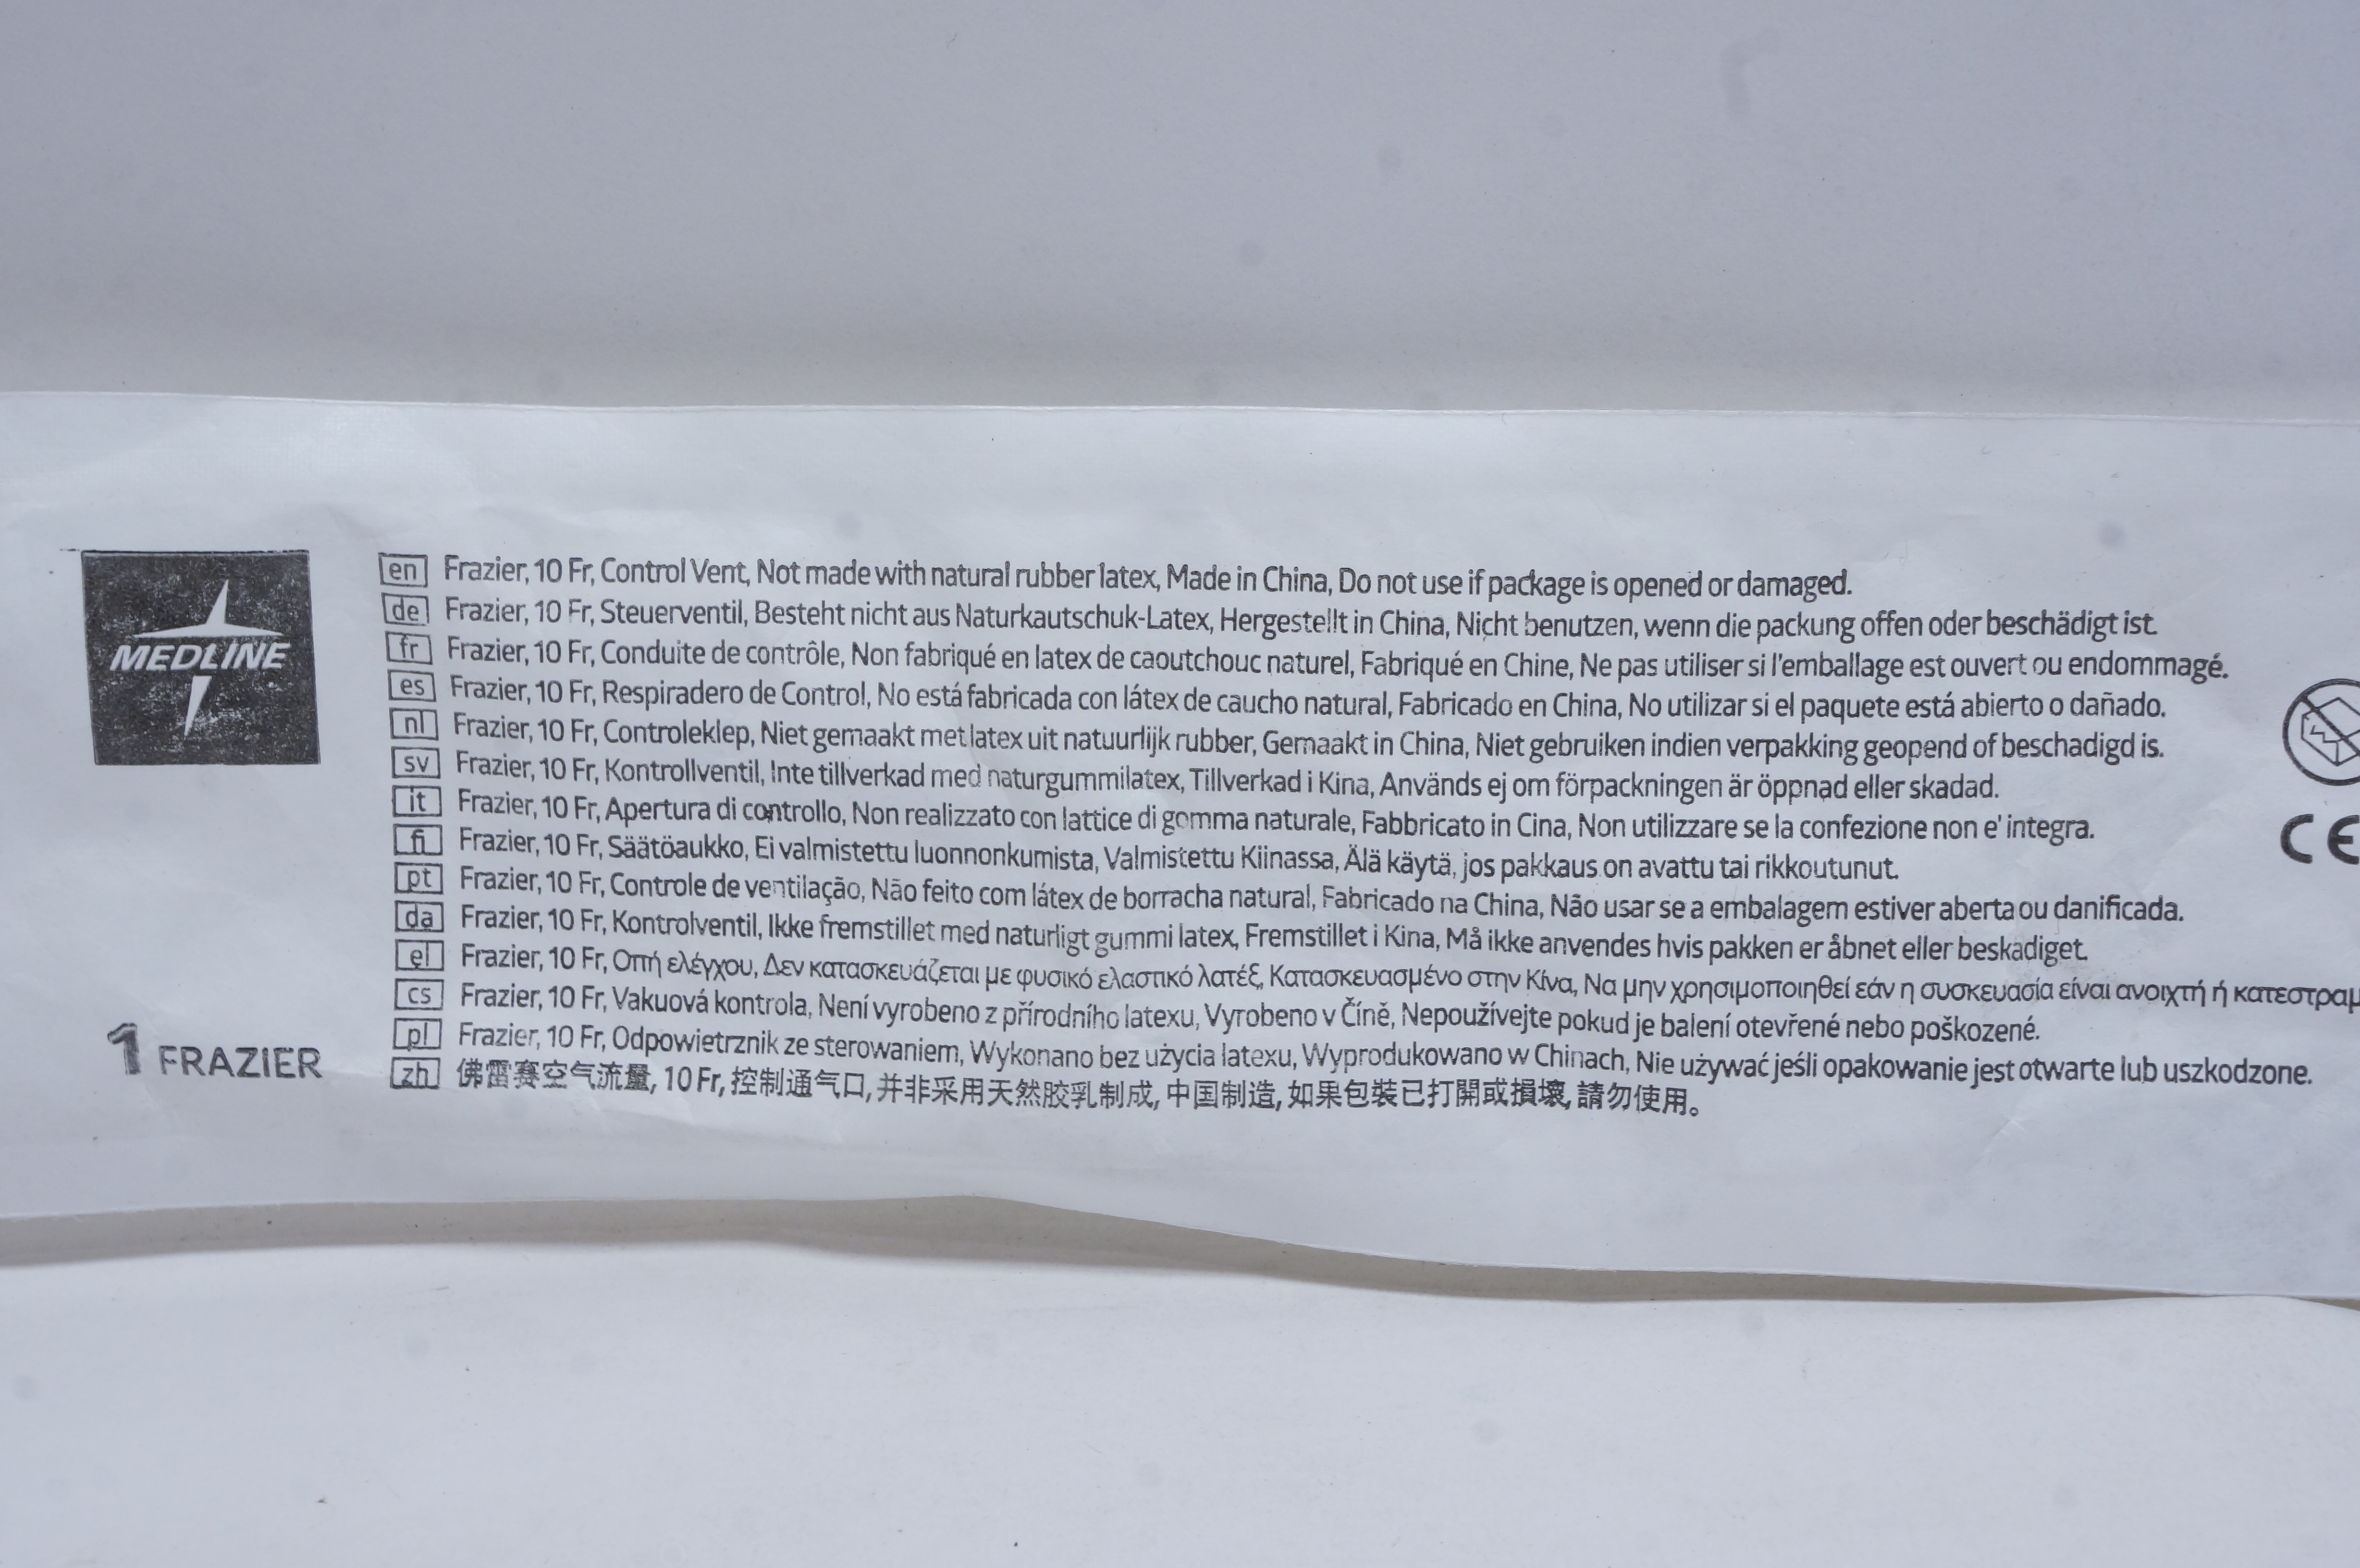 MEDLINE
en Frazier, 10 Fr, Control Vent, Not made with natural rubber latex, Made in China, Do not use if package is opened or damaged.
de Frazier, 10 Fr, Steuerventil, Besteht nicht aus Naturkautschuk-Latex, Hergestellt in China, Nicht benutzen, wenn die packung offen oder beschädigt ist.
fr Frazier, 10 Fr, Conduite de contrôle, Non fabriqué en latex de caoutchouc naturel, Fabriqué en Chine, Ne pas utiliser si l'emballage est ouvert ou endommagé.
es Frazier, 10 Fr, Respiradero de Control, No está fabricada con látex de caucho natural, Fabricado en China, No utilizar si el paquete está abierto o dañado.
nl Frazier, 10 Fr, Controleklep, Niet gemaakt met latex uit natuurlijk rubber, Gemaakt in China, Niet gebruiken indien verpakking geopend of beschadigd is.
sv Frazier, 10 Fr, Kontrollventil, Inte tillverkad med naturgummilatex, Tillverkad i Kina, Används ej om förpackningen är öppnad eller skadad.
it Frazier, 10 Fr, Apertura di controllo, Non realizzato con lattice di gomma naturale, Fabbricato in Cina, Non utilizzare se la confezione non e' integra.
fi Frazier, 10 Fr, Säätöaukko, Ei valmistettu luonnonkumista, Valmistettu Kiinassa, Älä käytä, jos pakkaus on avattu tai rikkoutunut.
pt Frazier, 10 Fr, Controle de ventilação, Não feito com látex de borracha natural, Fabricado na China, Não usar se a embalagem estiver aberta ou danificada.
da Frazier, 10 Fr, Kontrolventil, Ikke fremstillet med naturligt gummi latex, Fremstillet i Kina, Må ikke anvendes hvis pakken er åbnet eller beskadiget.
el Frazier, 10 Fr, Οπή ελέγχου, Δεν κατασκευάζεται με φυσικό ελαστικό λατέξ, Κατασκευασμένο στην Κίνα, Να μην χρησιμοποιηθεί εάν η συσκευασία είναι ανοιχτή ή
cs Frazier, 10 Fr, Vakuová kontrola, Není vyrobeno z přírodního latexu, Vyrobeno v Číně, Nepoužívejte pokud je balení otevřené nebo poškozené.
pl Frazier, 10 Fr, Odpowietrznik ze sterowaniem, Wykonano bez użycia latexu, Wyprodukowano w Chinach, Nie używać jeśli opakowanie jest otwarte lub uszkodzone.
zh 佛雷赛空气流量, 10 Fr, 控制通气口, 并非采用天然胶乳制成, 中国制造, 如果包裝已打開或損壞, 請勿使用。
1 FRAZIER
CE